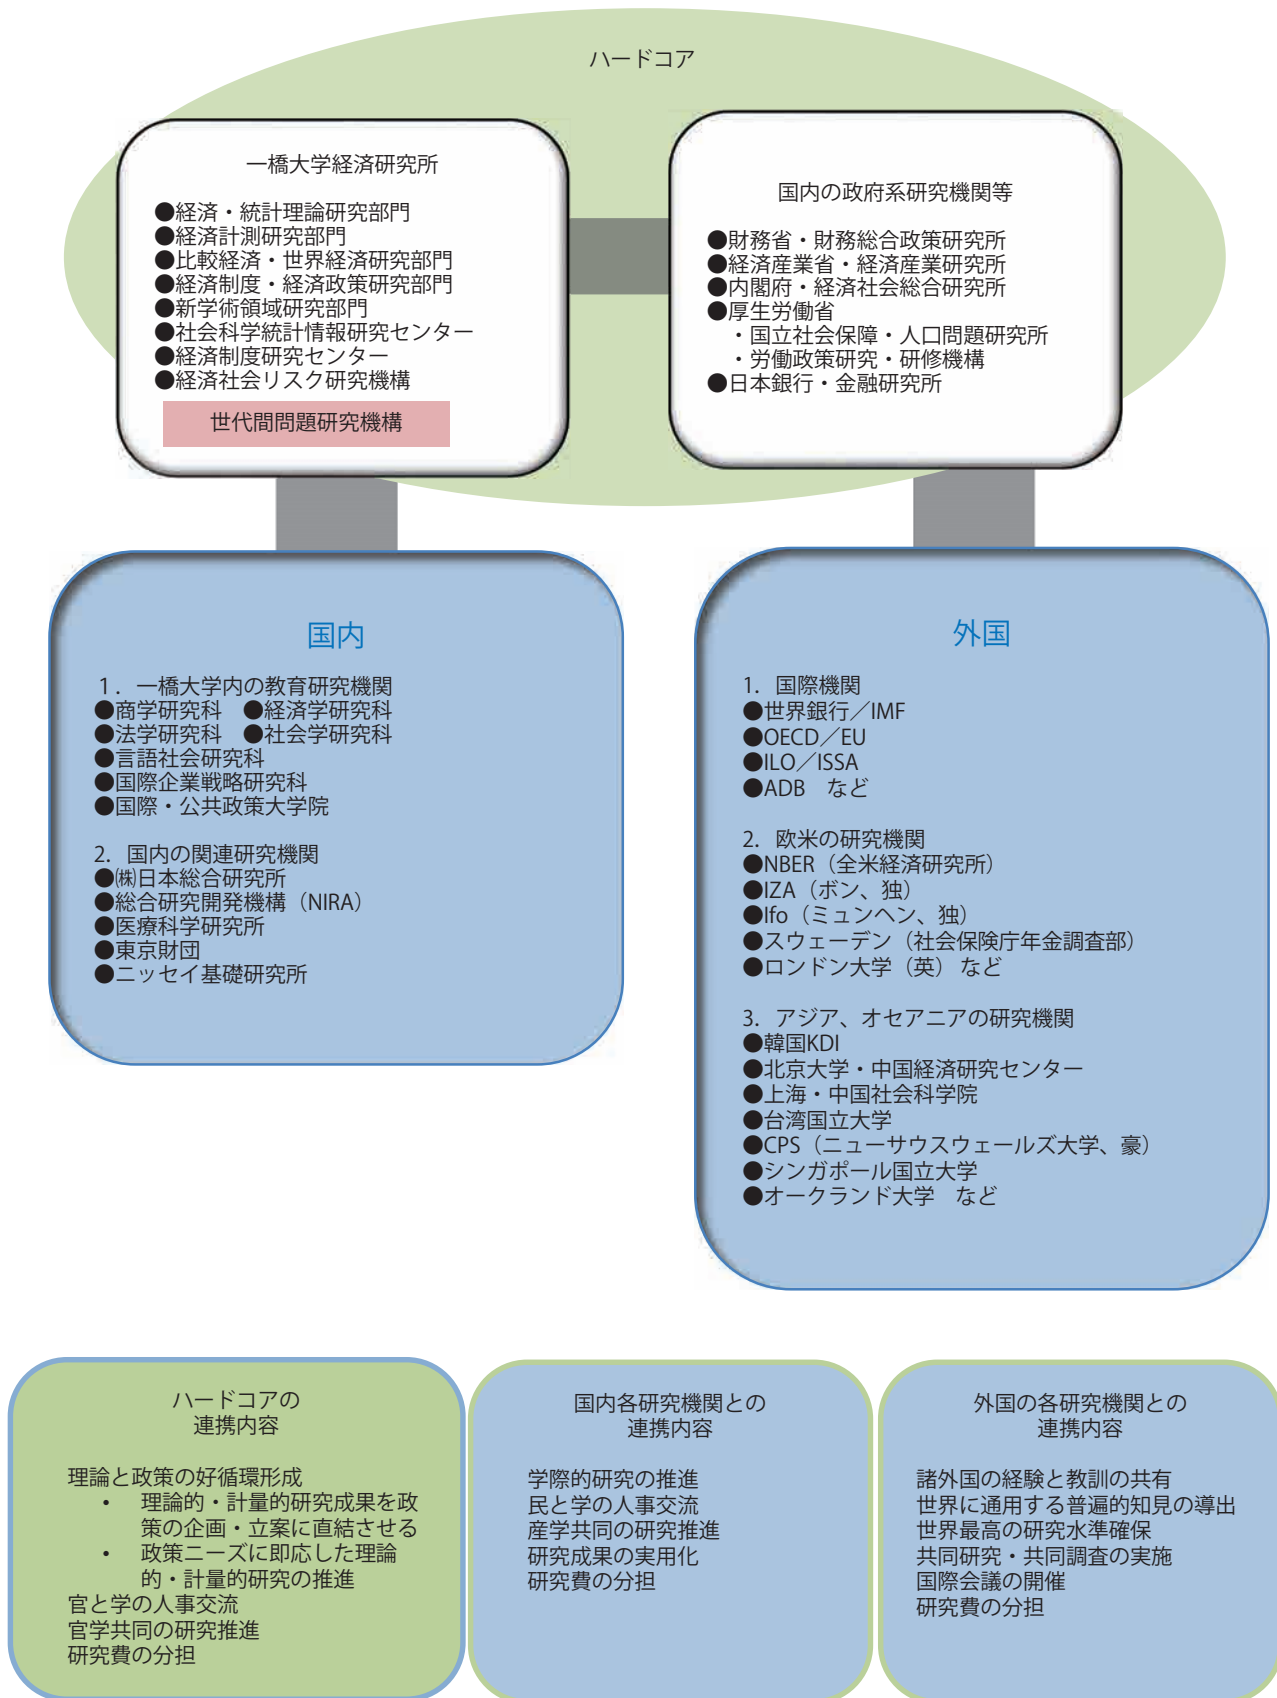 ハードコア
一橋大学経済研究所
●経済・統計理論研究部門
●経済計測研究部門
●比較経済・世界経済研究部門
●経済制度・経済政策研究部門
●新学術領域研究部門
●社会科学統計情報研究センター
●経済制度研究センター
●経済社会リスク研究機構
世代間問題研究機構
国内の政府系研究機関等
●財務省・財務総合政策研究所
●経済産業省・経済産業研究所
●内閣府・経済社会総合研究所
●厚生労働省
・国立社会保障・人口問題研究所
・労働政策研究・研修機構
●日本銀行・金融研究所
国内
１．一橋大学内の教育研究機関
●商学研究科　●経済学研究科
●法学研究科　●社会学研究科
●言語社会研究科
●国際企業戦略研究科
●国際・公共政策大学院
2．国内の関連研究機関
●㈱日本総合研究所
●総合研究開発機構（NIRA）
●医療科学研究所
●東京財団
●ニッセイ基礎研究所
外国
1．国際機関
●世界銀行／IMF
●OECD／EU
●ILO／ISSA
●ADB　など
2．欧米の研究機関
●NBER（全米経済研究所）
●IZA（ボン、独）
●Ifo（ミュンヘン、独）
●スウェーデン（社会保険庁年金調査部）
●ロンドン大学（英） など
3．アジア、オセアニアの研究機関
●韓国KDI
●北京大学・中国経済研究センター
●上海・中国社会科学院
●台湾国立大学
●CPS（ニューサウスウェールズ大学、豪）
●シンガポール国立大学
●オークランド大学　など
ハードコアの
連携内容
理論と政策の好循環形成
• 理論的・計量的研究成果を政
策の企画・立案に直結させる
• 政策ニーズに即応した理論
的・計量的研究の推進
官と学の人事交流
官学共同の研究推進
研究費の分担
国内各研究機関との
連携内容
学際的研究の推進
民と学の人事交流
産学共同の研究推進
研究成果の実用化
研究費の分担
外国の各研究機関との
連携内容
諸外国の経験と教訓の共有
世界に通用する普遍的知見の導出
世界最高の研究水準確保
共同研究・共同調査の実施
国際会議の開催
研究費の分担